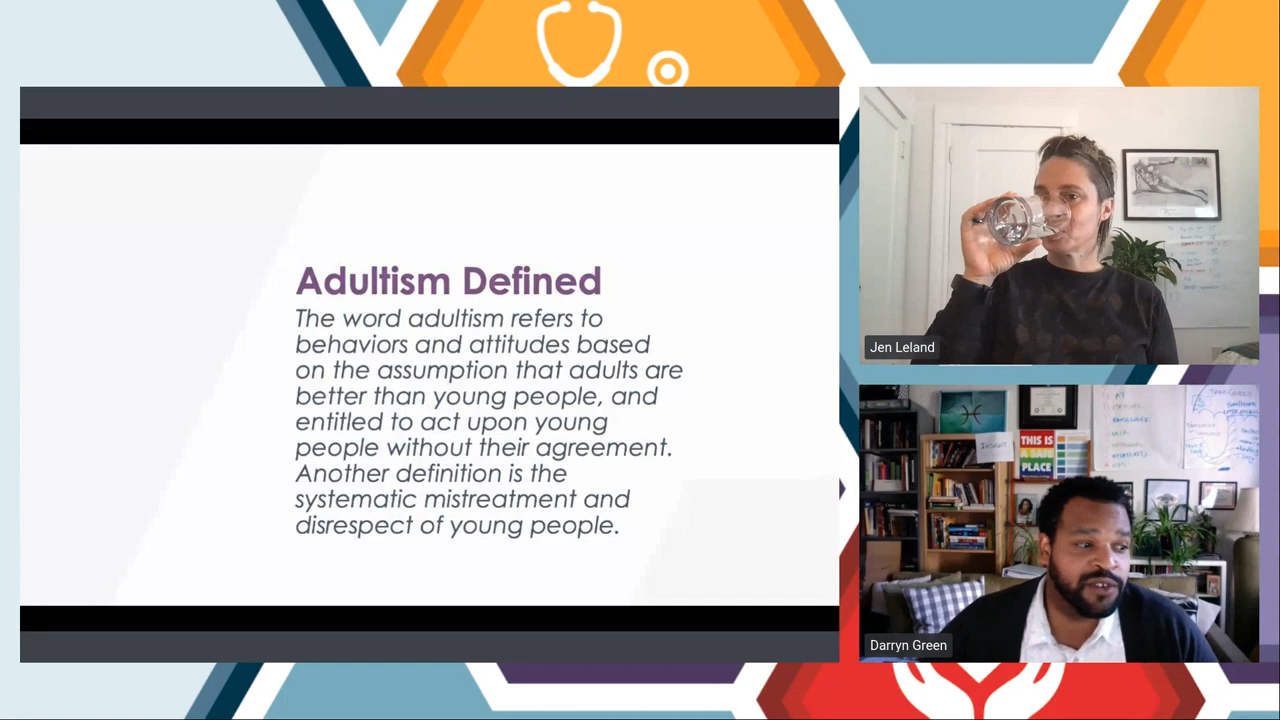 Adultism Defined
The word adultism refers to
behaviors and attitudes based
on the assumption that adults are
better than young people, and
entitled to act upon young
people without their agreement.
Another definition is the
systematic mistreatment and
disrespect of young people.
Jen Leland
THIS IS
A SAFE
PLACE
Darryn Green